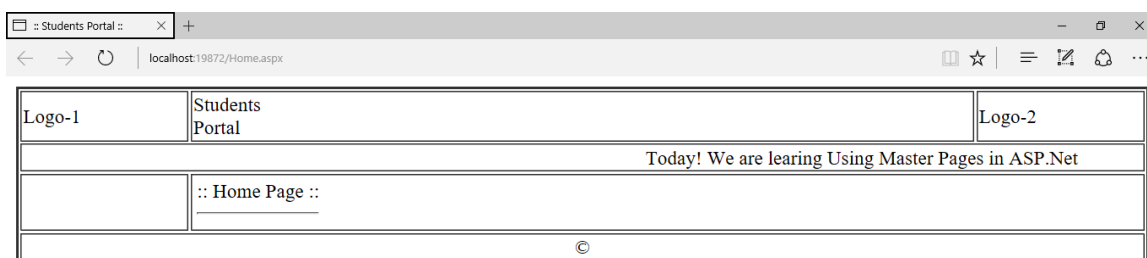 :: Students Portal ::
localhost:19872/Home.aspx
Logo-1
Students
Portal
Logo-2
Today! We are learing Using Master Pages in ASP.Net
:: Home Page ::
©